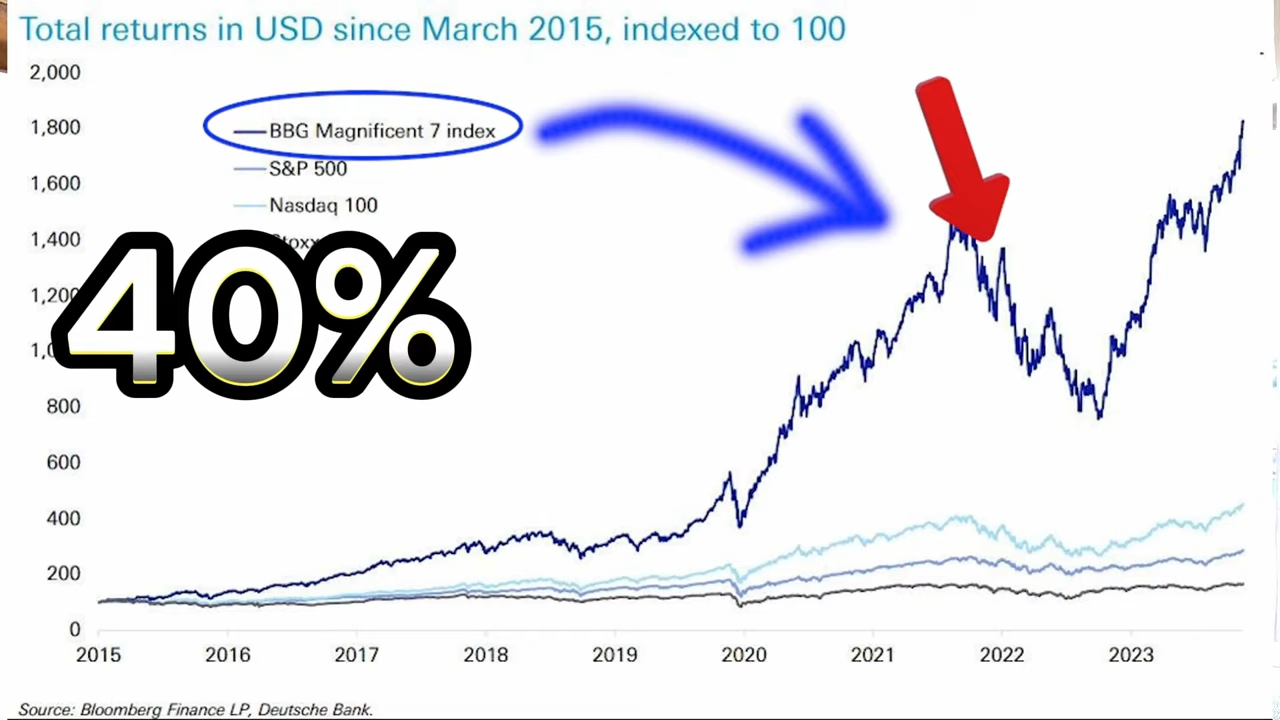 Total returns in USD since March 2015, indexed to 100
2,000
1,800
1,600
1,400
1,200
800
600
400
200
0
BBG Magnificent 7 index
S&P 500
Nasdaq 100
40%
2015 2016 2017 2018 2019 2020 2021 2022 2023
Source: Bloomberg Finance LP, Deutsche Bank.